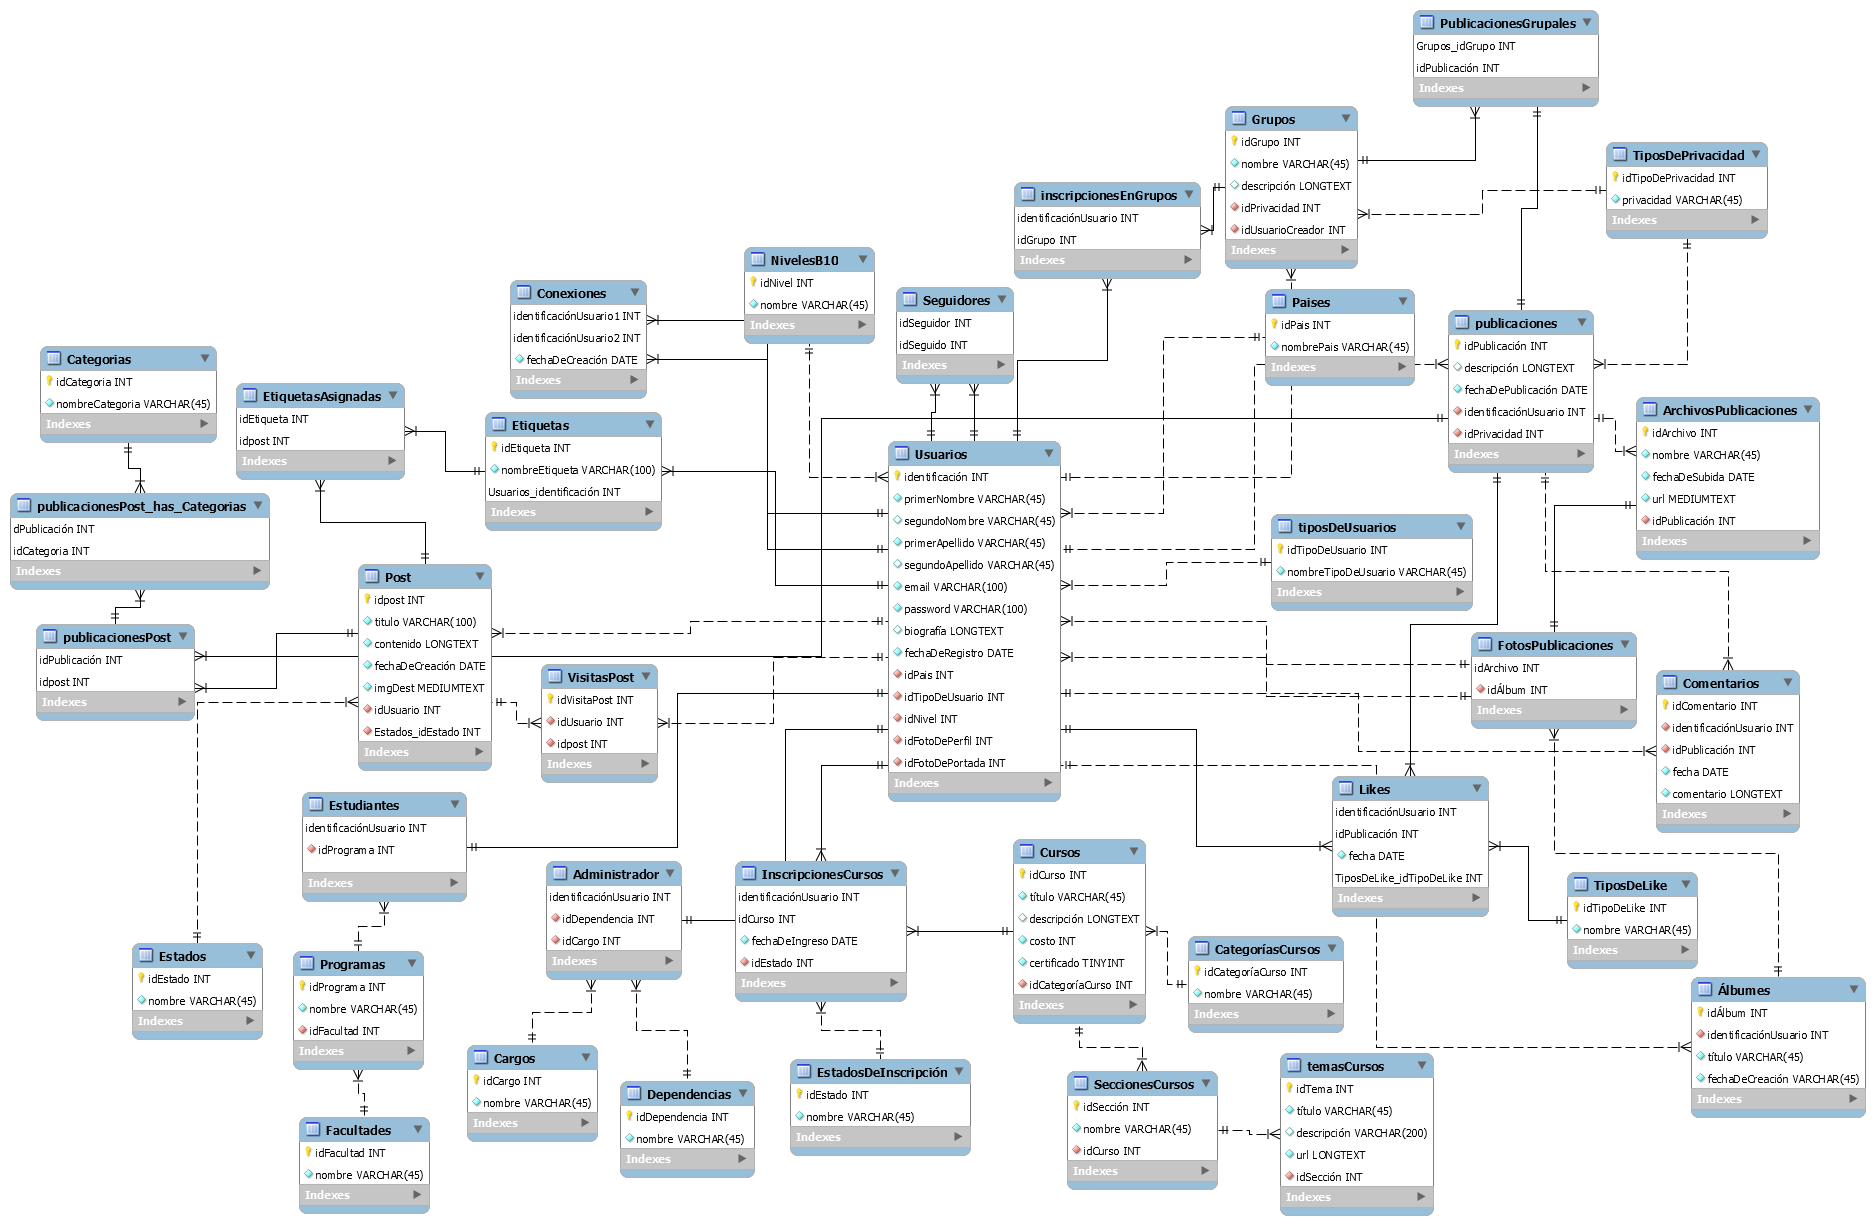 PublicacionesGrupales
Grupos_idGrupo INT
idPublicación INT
Indexes
Grupos
idGrupo INT
nombre VARCHAR(45)
descripción LONGTEXT
idPrivacidad INT
idUsuarioCreador INT
Indexes
TiposDePrivacidad
idTipoDePrivacidad INT
privacidad VARCHAR(45)
Indexes
inscripcionesEnGrupos
identificaciónUsuario INT
idGrupo INT
Indexes
NivelesB10
idNivel INT
nombre VARCHAR(45)
Indexes
Conexiones
identificaciónUsuario1 INT
identificaciónUsuario2 INT
fechaDeCreación DATE
Indexes
Seguidores
idSeguidor INT
idSeguido INT
Indexes
Paises
idPais INT
nombrePais VARCHAR(45)
Indexes
publicaciones
idPublicación INT
descripción LONGTEXT
fechaDePublicación DATE
identificaciónUsuario INT
idPrivacidad INT
Indexes
Categorias
idCategoria INT
nombreCategoria VARCHAR(45)
Indexes
EtiquetasAsignadas
idEtiqueta INT
idpost INT
Indexes
Etiquetas
idEtiqueta INT
nombreEtiqueta VARCHAR(100)
Usuarios_identificación INT
Indexes
ArchivosPublicaciones
idArchivo INT
nombre VARCHAR(45)
fechaDeSubida DATE
url MEDIUMTEXT
idPublicación INT
Indexes
Usuarios
identificación INT
primerNombre VARCHAR(45)
segundoNombre VARCHAR(45)
primerApellido VARCHAR(45)
segundoApellido VARCHAR(45)
email VARCHAR(100)
password VARCHAR(100)
biografía LONGTEXT
fechaDeRegistro DATE
idPais INT
idTipoDeUsuario INT
idNivel INT
idFotoDePerfil INT
idFotoDePortada INT
Indexes
publicacionesPost_has_Categorias
dPublicación INT
idCategoria INT
Indexes
tiposDeUsuarios
idTipoDeUsuario INT
nombreTipoDeUsuario VARCHAR(45)
Indexes
Post
idpost INT
titulo VARCHAR(100)
contenido LONGTEXT
fechaDeCreación DATE
imgDest MEDIUMTEXT
idUsuario INT
Estados_idEstado INT
Indexes
publicacionesPost
idPublicación INT
idpost INT
Indexes
VisitasPost
idVisitaPost INT
idUsuario INT
idpost INT
Indexes
FotosPublicaciones
idArchivo INT
idÁlbum INT
Indexes
Comentarios
idComentario INT
identificaciónUsuario INT
idPublicación INT
fecha DATE
comentario LONGTEXT
Indexes
Likes
identificaciónUsuario INT
idPublicación INT
fecha DATE
TiposDeLike_idTipoDeLike INT
Indexes
Estudiantes
identificaciónUsuario INT
idPrograma INT
Indexes
Administrador
identificaciónUsuario INT
idDependencia INT
idCargo INT
Indexes
InscripcionesCursos
identificaciónUsuario INT
idCurso INT
fechaDeIngreso DATE
idEstado INT
Indexes
Cursos
idCurso INT
título VARCHAR(45)
descripción LONGTEXT
costo INT
certificado TINYINT
idCategoríaCurso INT
Indexes
TiposDeLike
idTipoDeLike INT
nombre VARCHAR(45)
Indexes
CategoríasCursos
idCategoríaCurso INT
nombre VARCHAR(45)
Indexes
Estados
idEstado INT
nombre VARCHAR(45)
Indexes
Programas
idPrograma INT
nombre VARCHAR(45)
idFacultad INT
Indexes
Álbumes
idÁlbum INT
identificaciónUsuario INT
título VARCHAR(45)
fechaDeCreación VARCHAR(45)
Indexes
Cargos
idCargo INT
nombre VARCHAR(45)
Indexes
Dependencias
idDependencia INT
nombre VARCHAR(45)
Indexes
EstadosDeInscripción
idEstado INT
nombre VARCHAR(45)
Indexes
SeccionesCursos
idSección INT
nombre VARCHAR(45)
idCurso INT
Indexes
temasCursos
idTema INT
título VARCHAR(45)
descripción VARCHAR(200)
url LONGTEXT
idSección INT
Indexes
Facultades
idFacultad INT
nombre VARCHAR(45)
Indexes